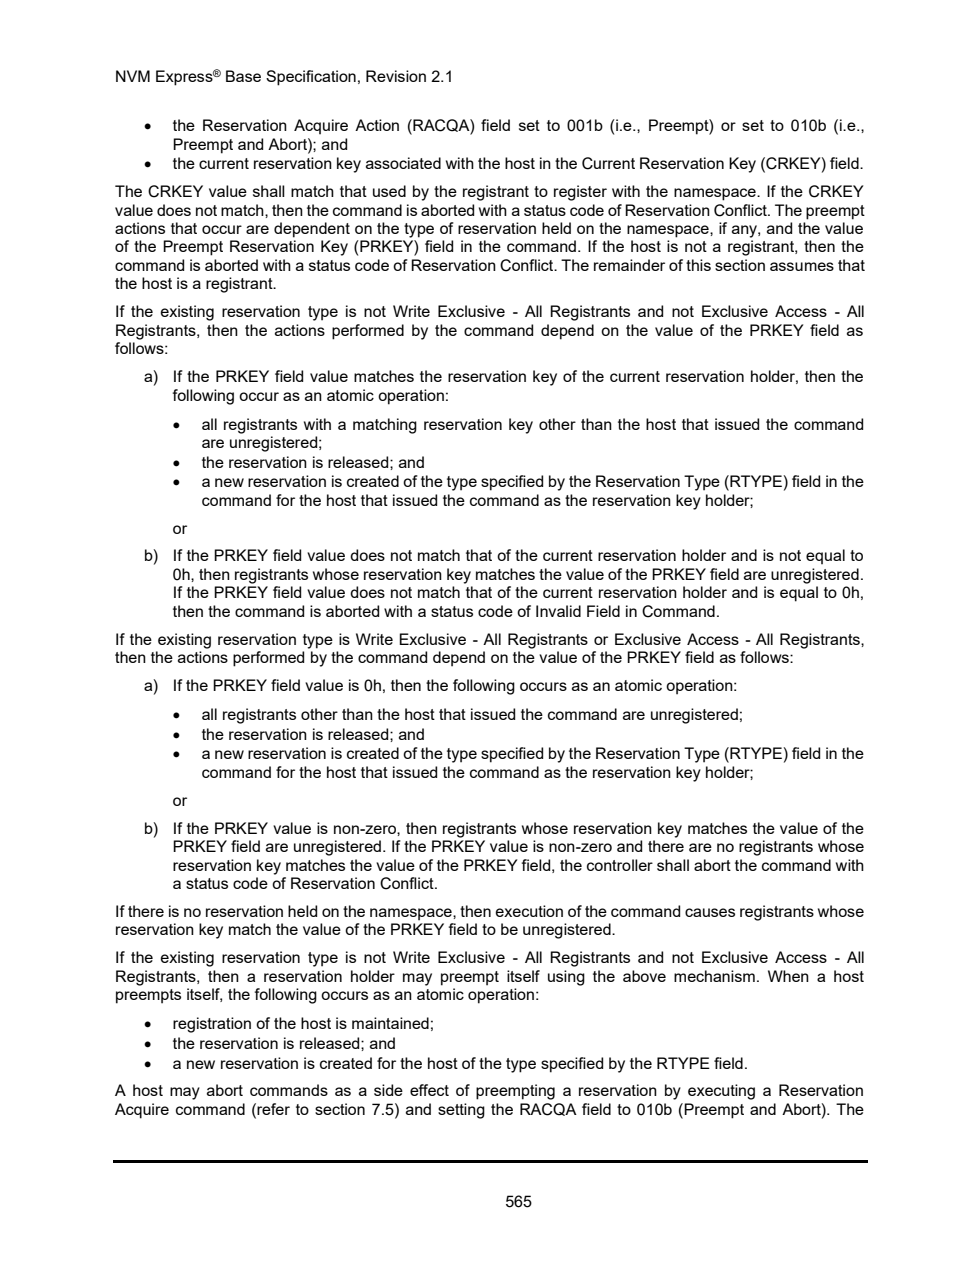 NVM Express® Base Specification, Revision 2.1
• the Reservation Acquire Action (RACQA) field set to 001b (i.e., Preempt) or set to 010b (i.e.,
Preempt and Abort); and
• the current reservation key associated with the host in the Current Reservation Key (CRKEY) field.
The CRKEY value shall match that used by the registrant to register with the namespace. If the CRKEY
value does not match, then the command is aborted with a status code of Reservation Conflict. The preempt
actions that occur are dependent on the type of reservation held on the namespace, if any, and the value
of the Preempt Reservation Key (PRKEY) field in the command. If the host is not a registrant, then the
command is aborted with a status code of Reservation Conflict. The remainder of this section assumes that
the host is a registrant.
If the existing reservation type is not Write Exclusive - All Registrants and not Exclusive Access - All
Registrants, then the actions performed by the command depend on the value of the PRKEY field as
follows:
a) If the PRKEY field value matches the reservation key of the current reservation holder, then the
following occur as an atomic operation:
• all registrants with a matching reservation key other than the host that issued the command
are unregistered;
• the reservation is released; and
• a new reservation is created of the type specified by the Reservation Type (RTYPE) field in the
command for the host that issued the command as the reservation key holder;
or
b) If the PRKEY field value does not match that of the current reservation holder and is not equal to
0h, then registrants whose reservation key matches the value of the PRKEY field are unregistered.
If the PRKEY field value does not match that of the current reservation holder and is equal to 0h,
then the command is aborted with a status code of Invalid Field in Command.
If the existing reservation type is Write Exclusive - All Registrants or Exclusive Access - All Registrants,
then the actions performed by the command depend on the value of the PRKEY field as follows:
a) If the PRKEY field value is 0h, then the following occurs as an atomic operation:
• all registrants other than the host that issued the command are unregistered;
• the reservation is released; and
• a new reservation is created of the type specified by the Reservation Type (RTYPE) field in the
command for the host that issued the command as the reservation key holder;
or
b) If the PRKEY value is non-zero, then registrants whose reservation key matches the value of the
PRKEY field are unregistered. If the PRKEY value is non-zero and there are no registrants whose
reservation key matches the value of the PRKEY field, the controller shall abort the command with
a status code of Reservation Conflict.
If there is no reservation held on the namespace, then execution of the command causes registrants whose
reservation key match the value of the PRKEY field to be unregistered.
If the existing reservation type is not Write Exclusive - All Registrants and not Exclusive Access - All
Registrants, then a reservation holder may preempt itself using the above mechanism. When a host
preempts itself, the following occurs as an atomic operation:
• registration of the host is maintained;
• the reservation is released; and
• a new reservation is created for the host of the type specified by the RTYPE field.
A host may abort commands as a side effect of preempting a reservation by executing a Reservation
Acquire command (refer to section 7.5) and setting the RACQA field to 010b (Preempt and Abort). The
565